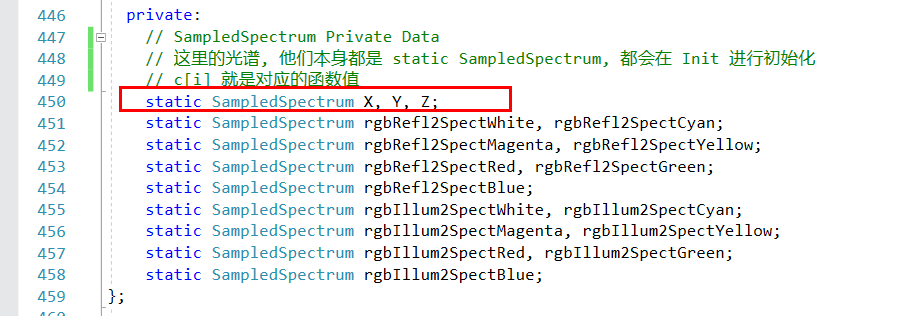 446 private:
447 // SampledSpectrum Private Data
448 // 这里的光谱, 他们本身都是 static SampledSpectrum, 都会在 Init 进行初始化
449 // c[i] 就是对应的函数值
450 static SampledSpectrum X, Y, Z;
451 static SampledSpectrum rgbRefl2SpectWhite, rgbRefl2SpectCyan;
452 static SampledSpectrum rgbRefl2SpectMagenta, rgbRefl2SpectYellow;
453 static SampledSpectrum rgbRefl2SpectRed, rgbRefl2SpectGreen;
454 static SampledSpectrum rgbRefl2SpectBlue;
455 static SampledSpectrum rgbIllum2SpectWhite, rgbIllum2SpectCyan;
456 static SampledSpectrum rgbIllum2SpectMagenta, rgbIllum2SpectYellow;
457 static SampledSpectrum rgbIllum2SpectRed, rgbIllum2SpectGreen;
458 static SampledSpectrum rgbIllum2SpectBlue;
459 };